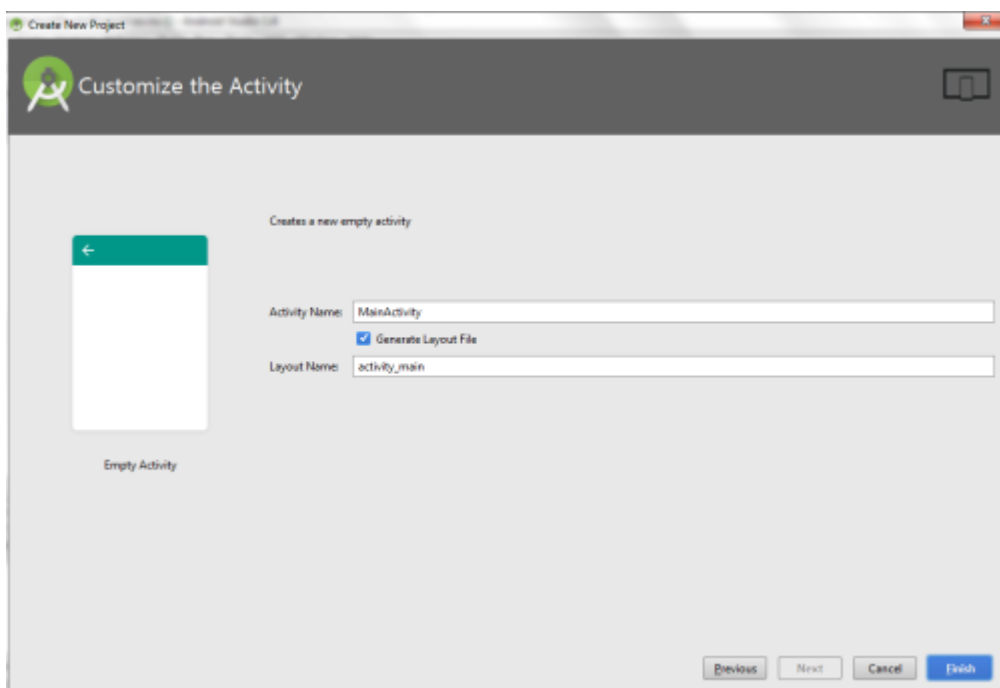 Create New Project
Customize the Activity
Creates a new empty activity
Activity Name: MainActivity
Generate Layout File
Layout Name: activity_main
Empty Activity
Previous Next Cancel Finish